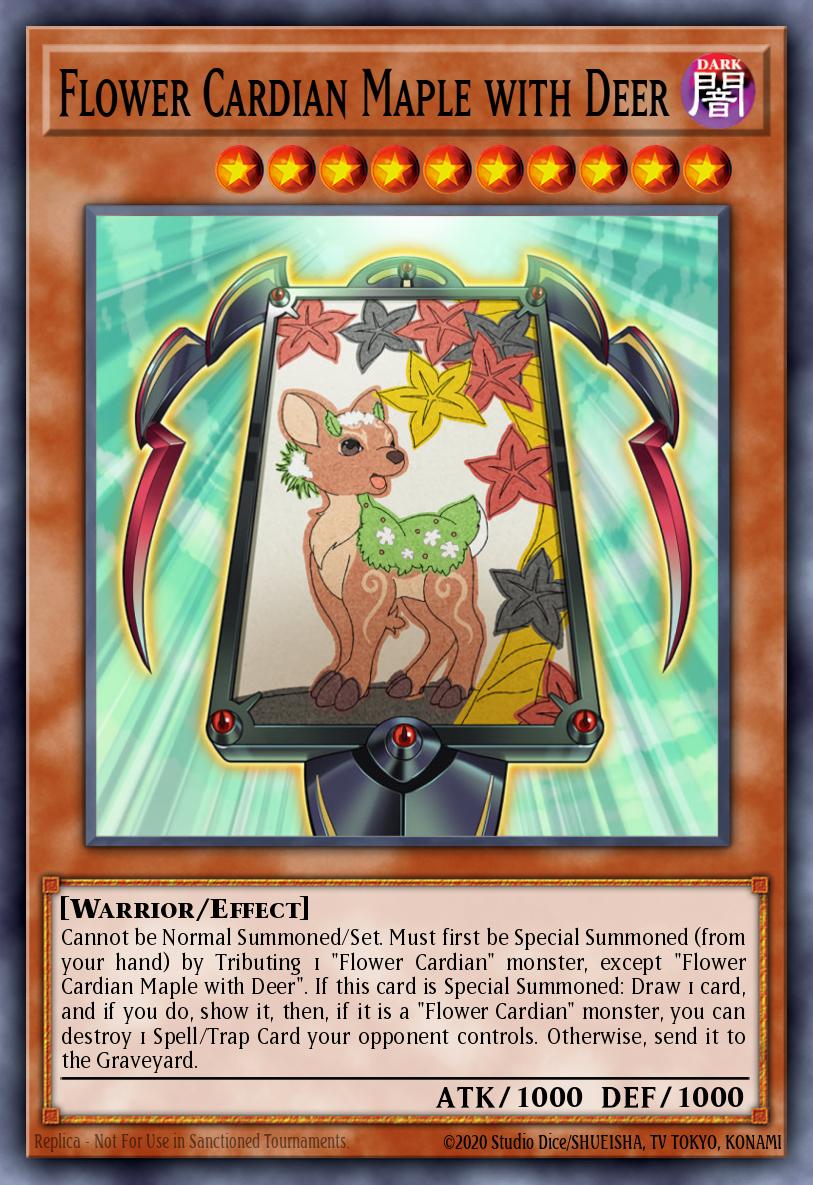 Flower Cardian Maple with Deer
DARK
闇
[Warrior/Effect]
Cannot be Normal Summoned/Set. Must first be Special Summoned (from
your hand) by Tributing 1 "Flower Cardian" monster, except "Flower
Cardian Maple with Deer". If this card is Special Summoned: Draw 1 card,
and if you do, show it, then, if it is a "Flower Cardian" monster, you can
destroy 1 Spell/Trap Card your opponent controls. Otherwise, send it to
the Graveyard.
ATK/1000 DEF/1000
Replica - Not For Use in Sanctioned Tournaments.
©2020 Studio Dice/SHUEISHA, TV TOKYO, KONAMI